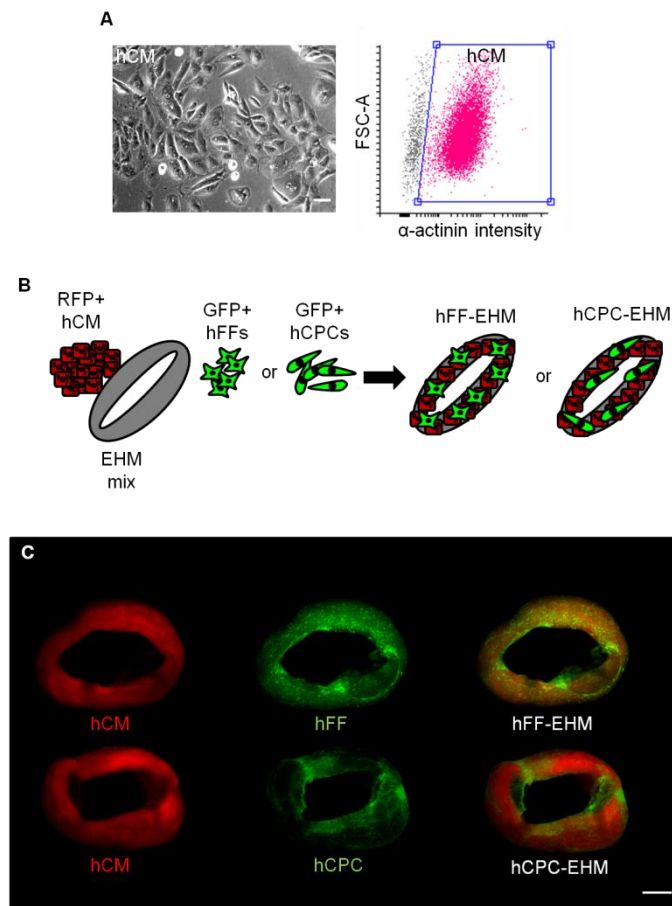 A
hCM
hCM
FSC-A
α-actinin intensity
B
RFP+
hCM
GFP+
hFFs
or
GFP+
hCPCs
hFF-EHM
or
hCPC-EHM
EHM
mix
C
hCM
hFF
hFF-EHM
hCM
hCPC
hCPC-EHM